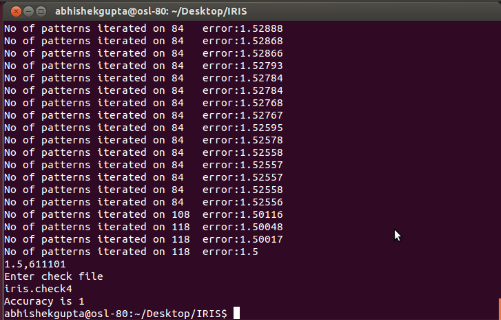 abhishekgupta@osl-80: ~/Desktop/IRIS
No of patterns iterated on 84 error:1.52888
No of patterns iterated on 84 error:1.52868
No of patterns iterated on 84 error:1.52866
No of patterns iterated on 84 error:1.52793
No of patterns iterated on 84 error:1.52784
No of patterns iterated on 84 error:1.52784
No of patterns iterated on 84 error:1.52768
No of patterns iterated on 84 error:1.52767
No of patterns iterated on 84 error:1.52595
No of patterns iterated on 84 error:1.52578
No of patterns iterated on 84 error:1.52558
No of patterns iterated on 84 error:1.52557
No of patterns iterated on 84 error:1.52557
No of patterns iterated on 84 error:1.52558
No of patterns iterated on 84 error:1.52556
No of patterns iterated on 108 error:1.50116
No of patterns iterated on 118 error:1.50048
No of patterns iterated on 118 error:1.50017
No of patterns iterated on 118 error:1.5
1.5,611101
Enter check file
iris.check4
Accuracy is 1
abhishekgupta@osl-80:~/Desktop/IRIS$